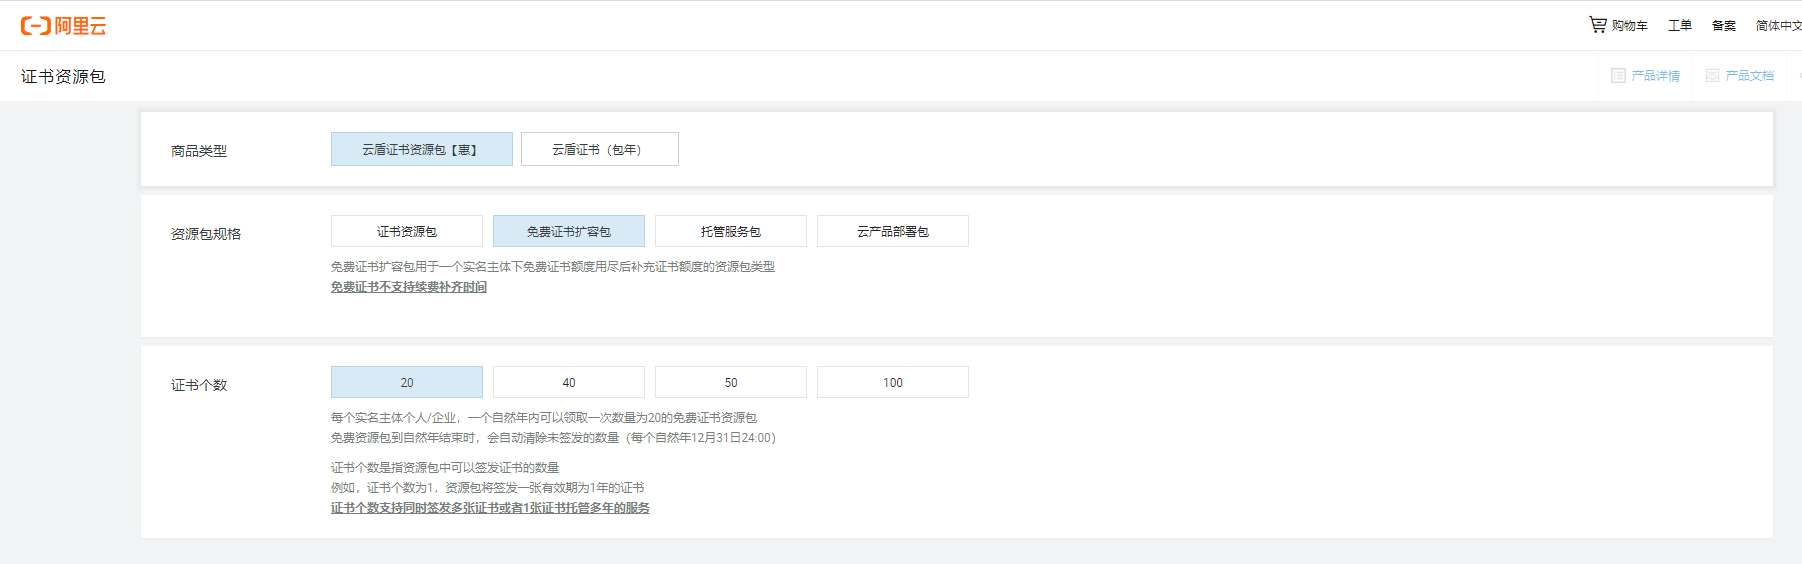 阿里云
购物车 工单 备案 简体中文
证书资源包
产品详情 产品文档
商品类型
云盾证书资源包【惠】 云盾证书（包年）
资源包规格
证书资源包 免费证书扩容包 托管服务包 云产品部署包
免费证书扩容包用于一个实名主体下免费证书额度用尽后补充证书额度的资源包类型
免费证书不支持续费补齐时间
证书个数
20 40 50 100
每个实名主体个人/企业，一个自然年内可以领取一次数量为20的免费证书资源包
免费资源包到自然年结束时，会自动清除未签发的数量（每个自然年12月31日24:00）
证书个数是指资源包中可以签发证书的数量
例如，证书个数为1，资源包将签发一张有效期为1年的证书
证书个数支持同时签发多张证书或者1张证书托管多年的服务